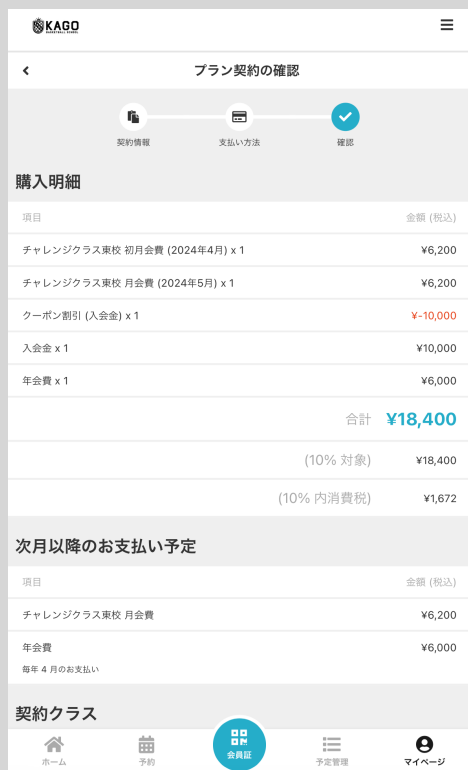 KAGO
BASKETBALL SCHOOL
プラン契約の確認
契約情報
支払い方法
確認
購入明細
項目 金額 (税込)
チャレンジクラス東校 初月会費 (2024年4月) x 1 ¥6,200
チャレンジクラス東校 月会費 (2024年5月) x 1 ¥6,200
クーポン割引 (入会金) x 1 ¥-10,000
入会金 x 1 ¥10,000
年会費 x 1 ¥6,000
合計 ¥18,400
(10% 対象) ¥18,400
(10% 内消費税) ¥1,672
次月以降のお支払い予定
項目 金額 (税込)
チャレンジクラス東校 月会費 ¥6,200
年会費 ¥6,000
毎年 4 月のお支払い
契約クラス
ホーム
予約
会員証
予定管理
マイページ